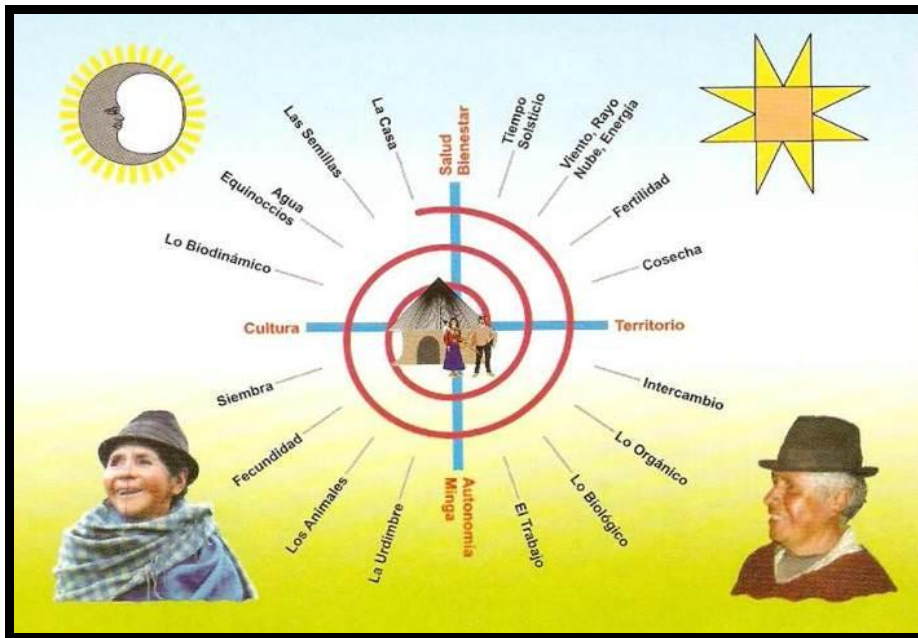 La Casa
Las Semillas
Agua
Equinoccios
Lo Biodinámico
Salud
Bienestar
Tiempo
Solsticio
Viento, Rayo
Nube, Energía
Fertilidad
Cosecha
Cultura
Territorio
Siembra
Fecundidad
Los Animales
La Urdimbre
Autonomía
Minga
El Trabajo
Lo Biológico
Lo Orgánico
Intercambio